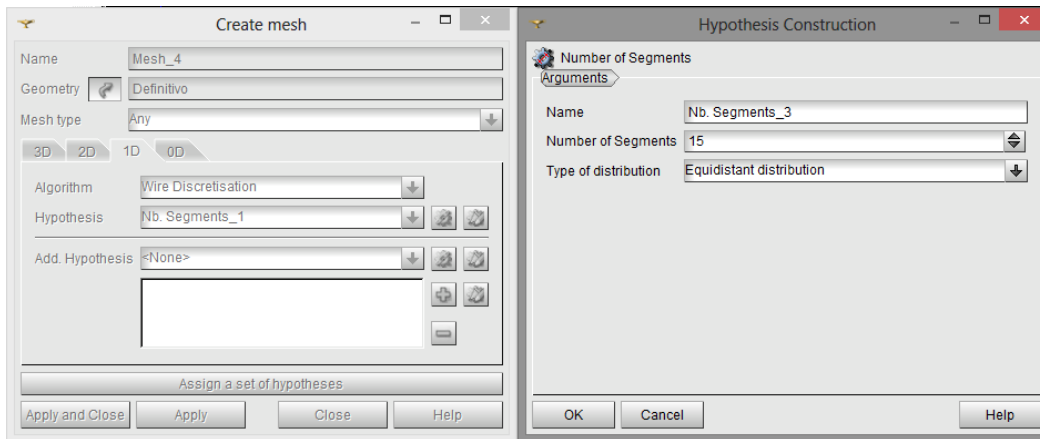 Create mesh
Name Mesh_4
Geometry Definitivo
Mesh type Any
3D 2D 1D 0D
Algorithm Wire Discretisation
Hypothesis Nb. Segments_1
Add. Hypothesis <None>
Assign a set of hypotheses
Apply and Close Apply Close Help
Hypothesis Construction
Number of Segments
Arguments
Name Nb. Segments_3
Number of Segments 15
Type of distribution Equidistant distribution
OK Cancel Help